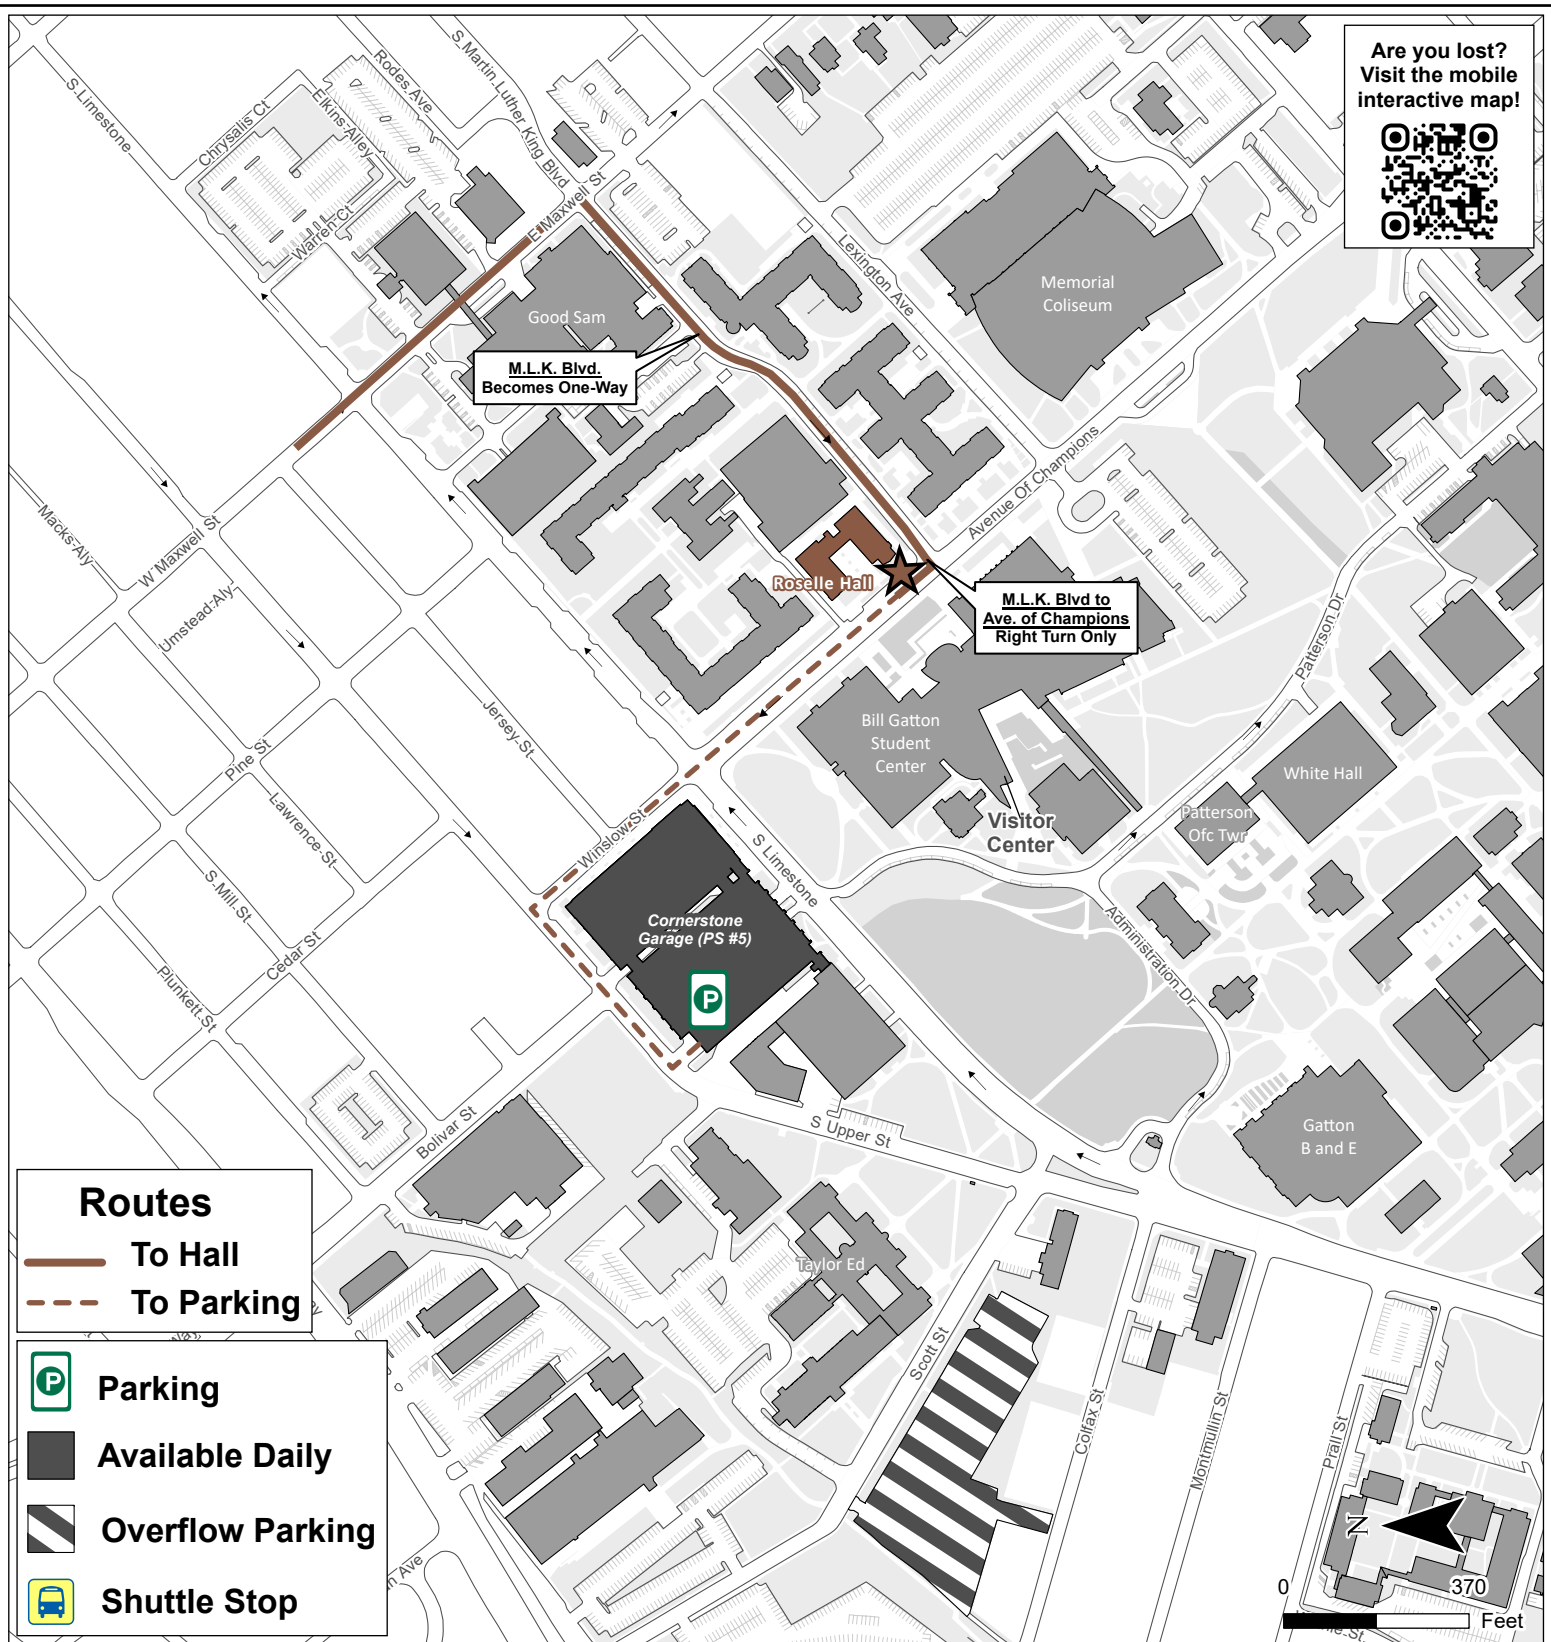 Are you lost?
Visit the mobile
interactive map!
S Limestone
Chrysalis Ct
Rodes Ave
Elkins Alley
S Martin Luther King Blvd
Warren Ct
E Maxwell St
Lexington Ave
Memorial
Coliseum
Good Sam
M.L.K. Blvd.
Becomes One-Way
Avenue Of Champions
Macks Aly
W Maxwell St
Umstead Aly
Roselle Hall
M.L.K. Blvd to
Ave. of Champions
Right Turn Only
Patterson Dr
Jersey St
Pine St
Bill Gatton
Student
Center
White Hall
Lawrence St
Winslow St
Visitor
Center
Patterson
Ofc Twr
S Limestone
S Mill St
Cornerstone
Garage (PS #5)
P
Cedar St
Plunkett St
Administration Dr
Bolivar St
S Upper St
Gatton
B and E
Taylor Ed
Scott St
Colfax St
Montmullin St
Prall St
Routes
To Hall
To Parking
P
Parking
Available Daily
Overflow Parking
Shuttle Stop
N
0
370
Feet